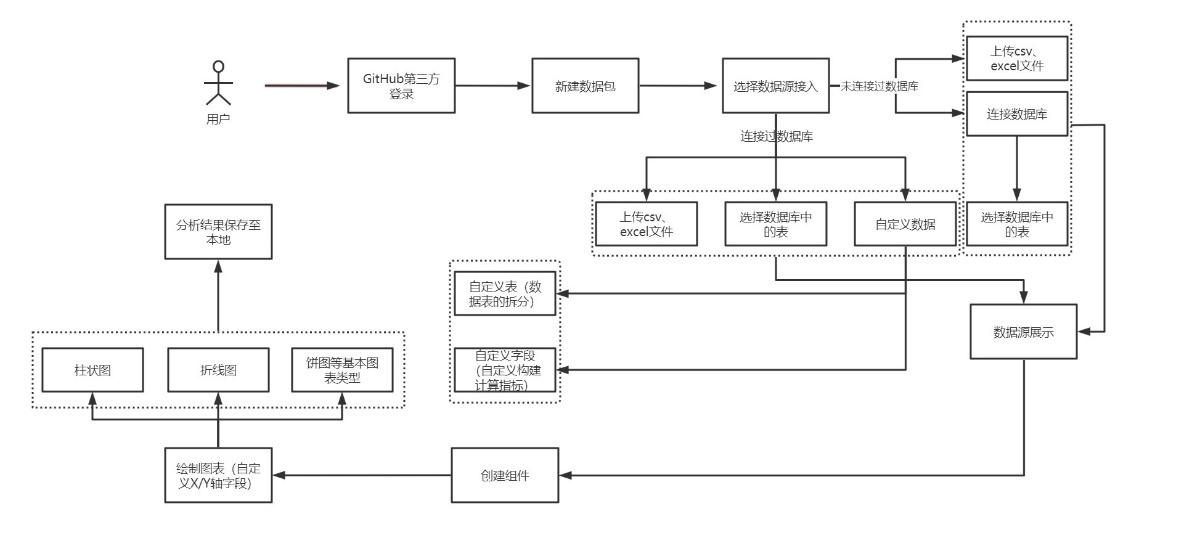 用户
GitHub第三方
登录
新建数据包
选择数据源接入
未连接过数据库
上传csv、
excel文件
连接数据库
选择数据库中
的表
连接过数据库
上传csv、
excel文件
选择数据库中
的表
自定义数据
自定义表（数
据表的拆分）
自定义字段
（自定义构建
计算指标）
数据源展示
创建组件
绘制图表（自定
义X/Y轴字段）
柱状图
折线图
饼图等基本图
表类型
分析结果保存至
本地